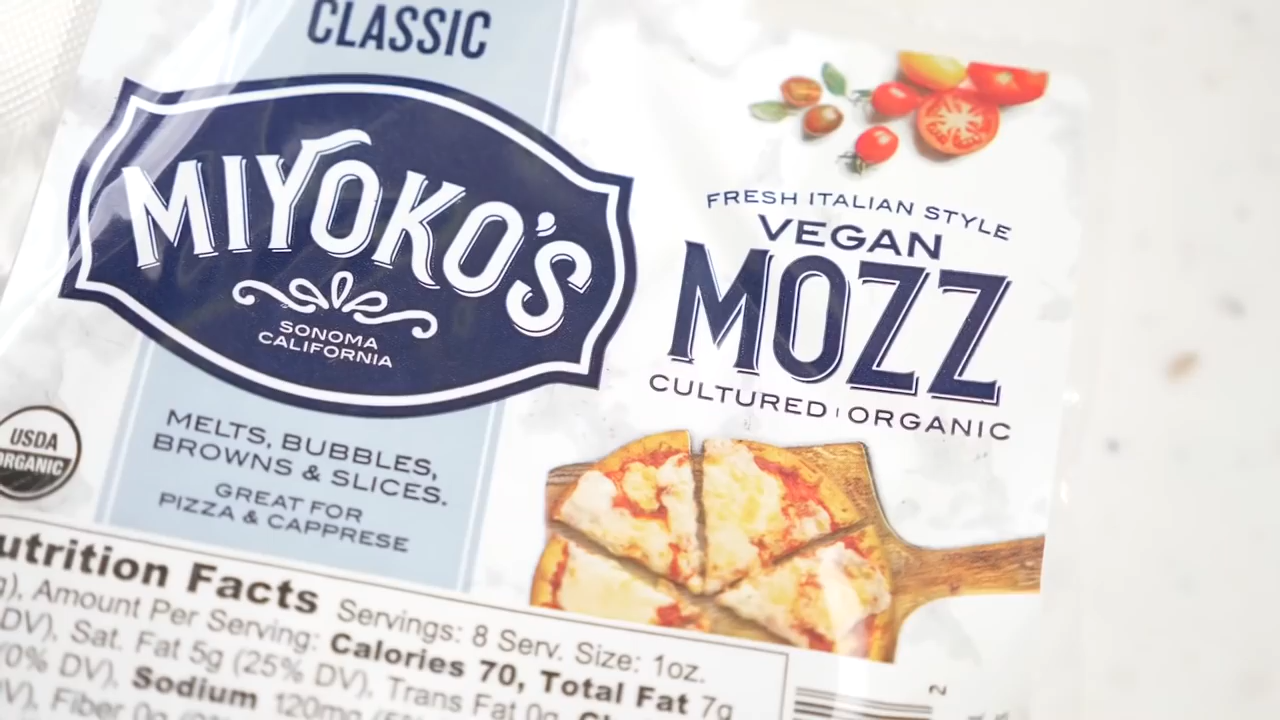 CLASSIC
MIYOKO'S
SONOMA
CALIFORNIA
FRESH ITALIAN STYLE
VEGAN
MOZZ
CULTURED | ORGANIC
USDA
ORGANIC
MELTS, BUBBLES,
BROWNS & SLICES.
GREAT FOR
PIZZA & CAPPRESE
utrition Facts Servings: 8 Serv. Size: 1oz.
g), Amount Per Serving: Calories 70, Total Fat 7g
DV), Sat. Fat 5g (25% DV), Trans Fat 0g,
(0% DV), Sodium 120mg
DV), Fiber 0g
2